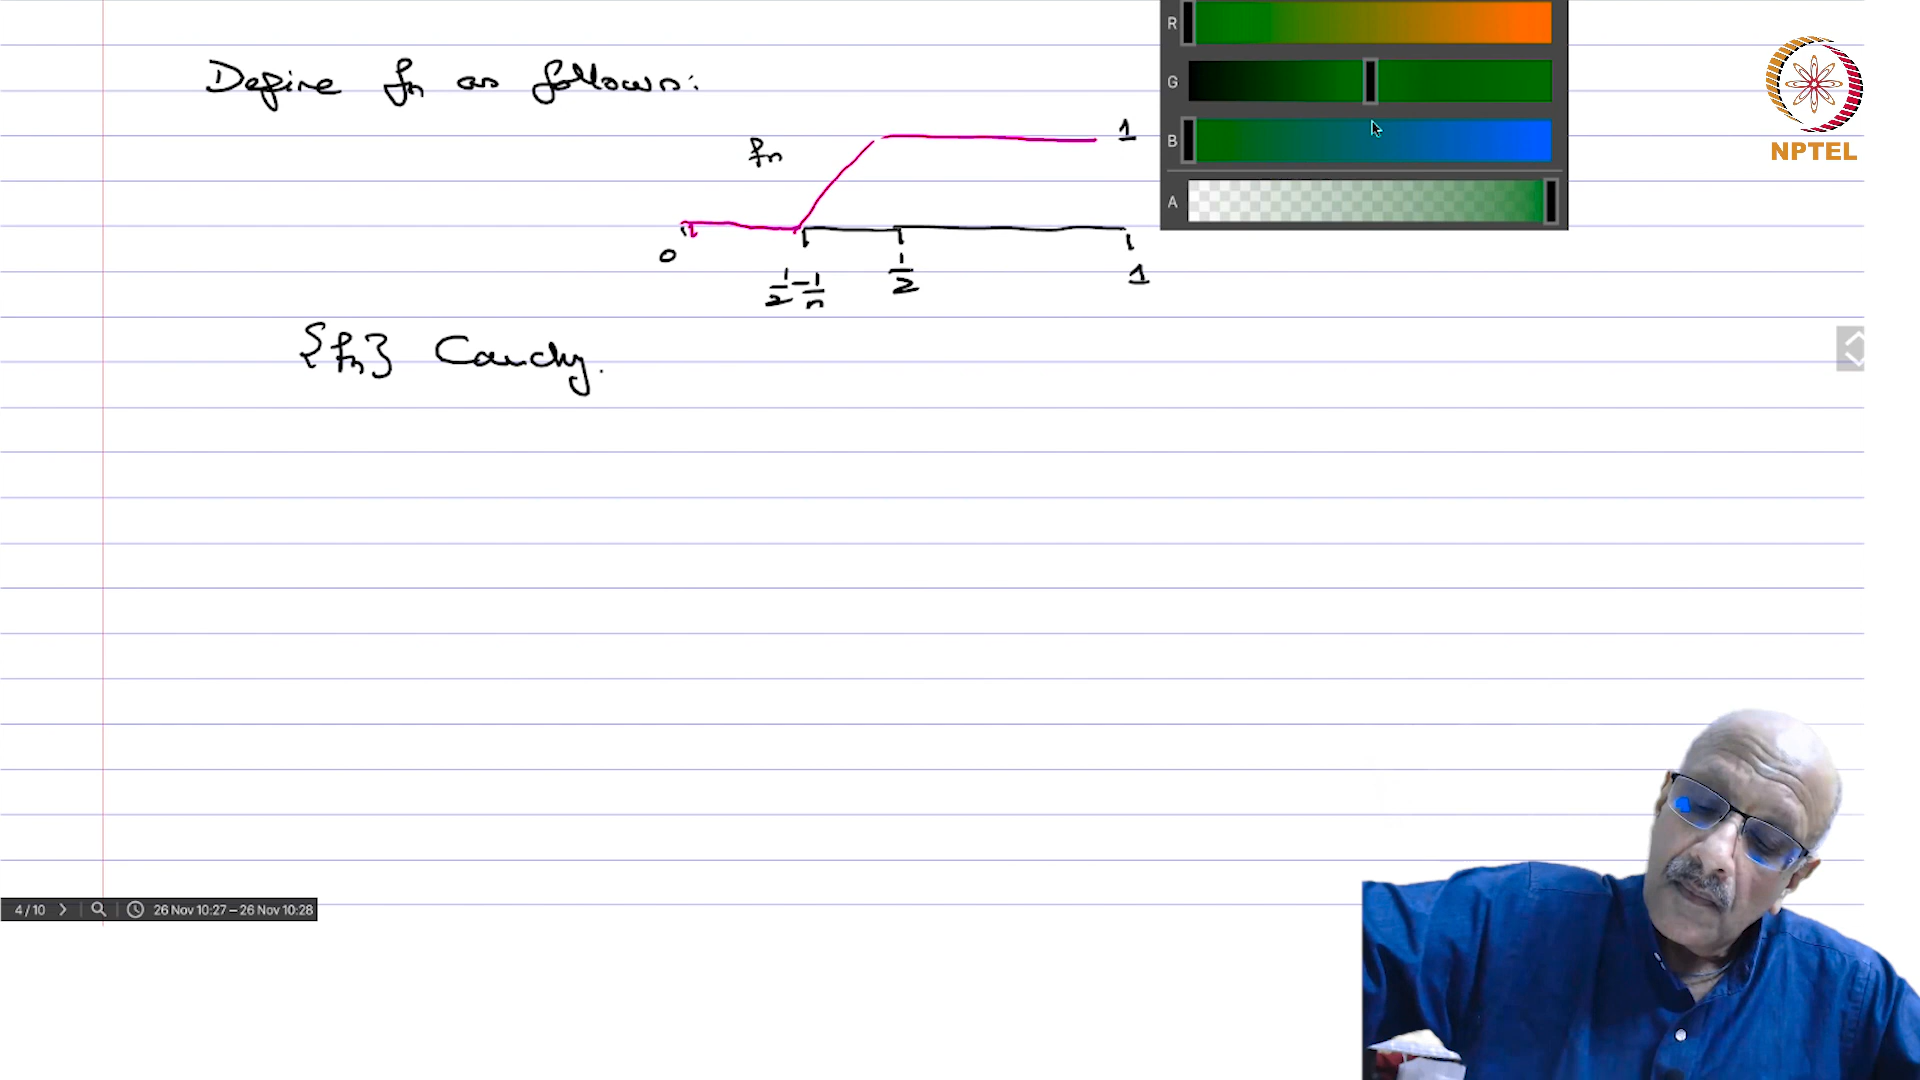 Define fn as follows:
fn
1
0
1/2 - 1/n
1/2
1
{fn} Cauchy.
R
G
B
A
NPTEL
4 / 10
26 Nov 10:27 – 26 Nov 10:28